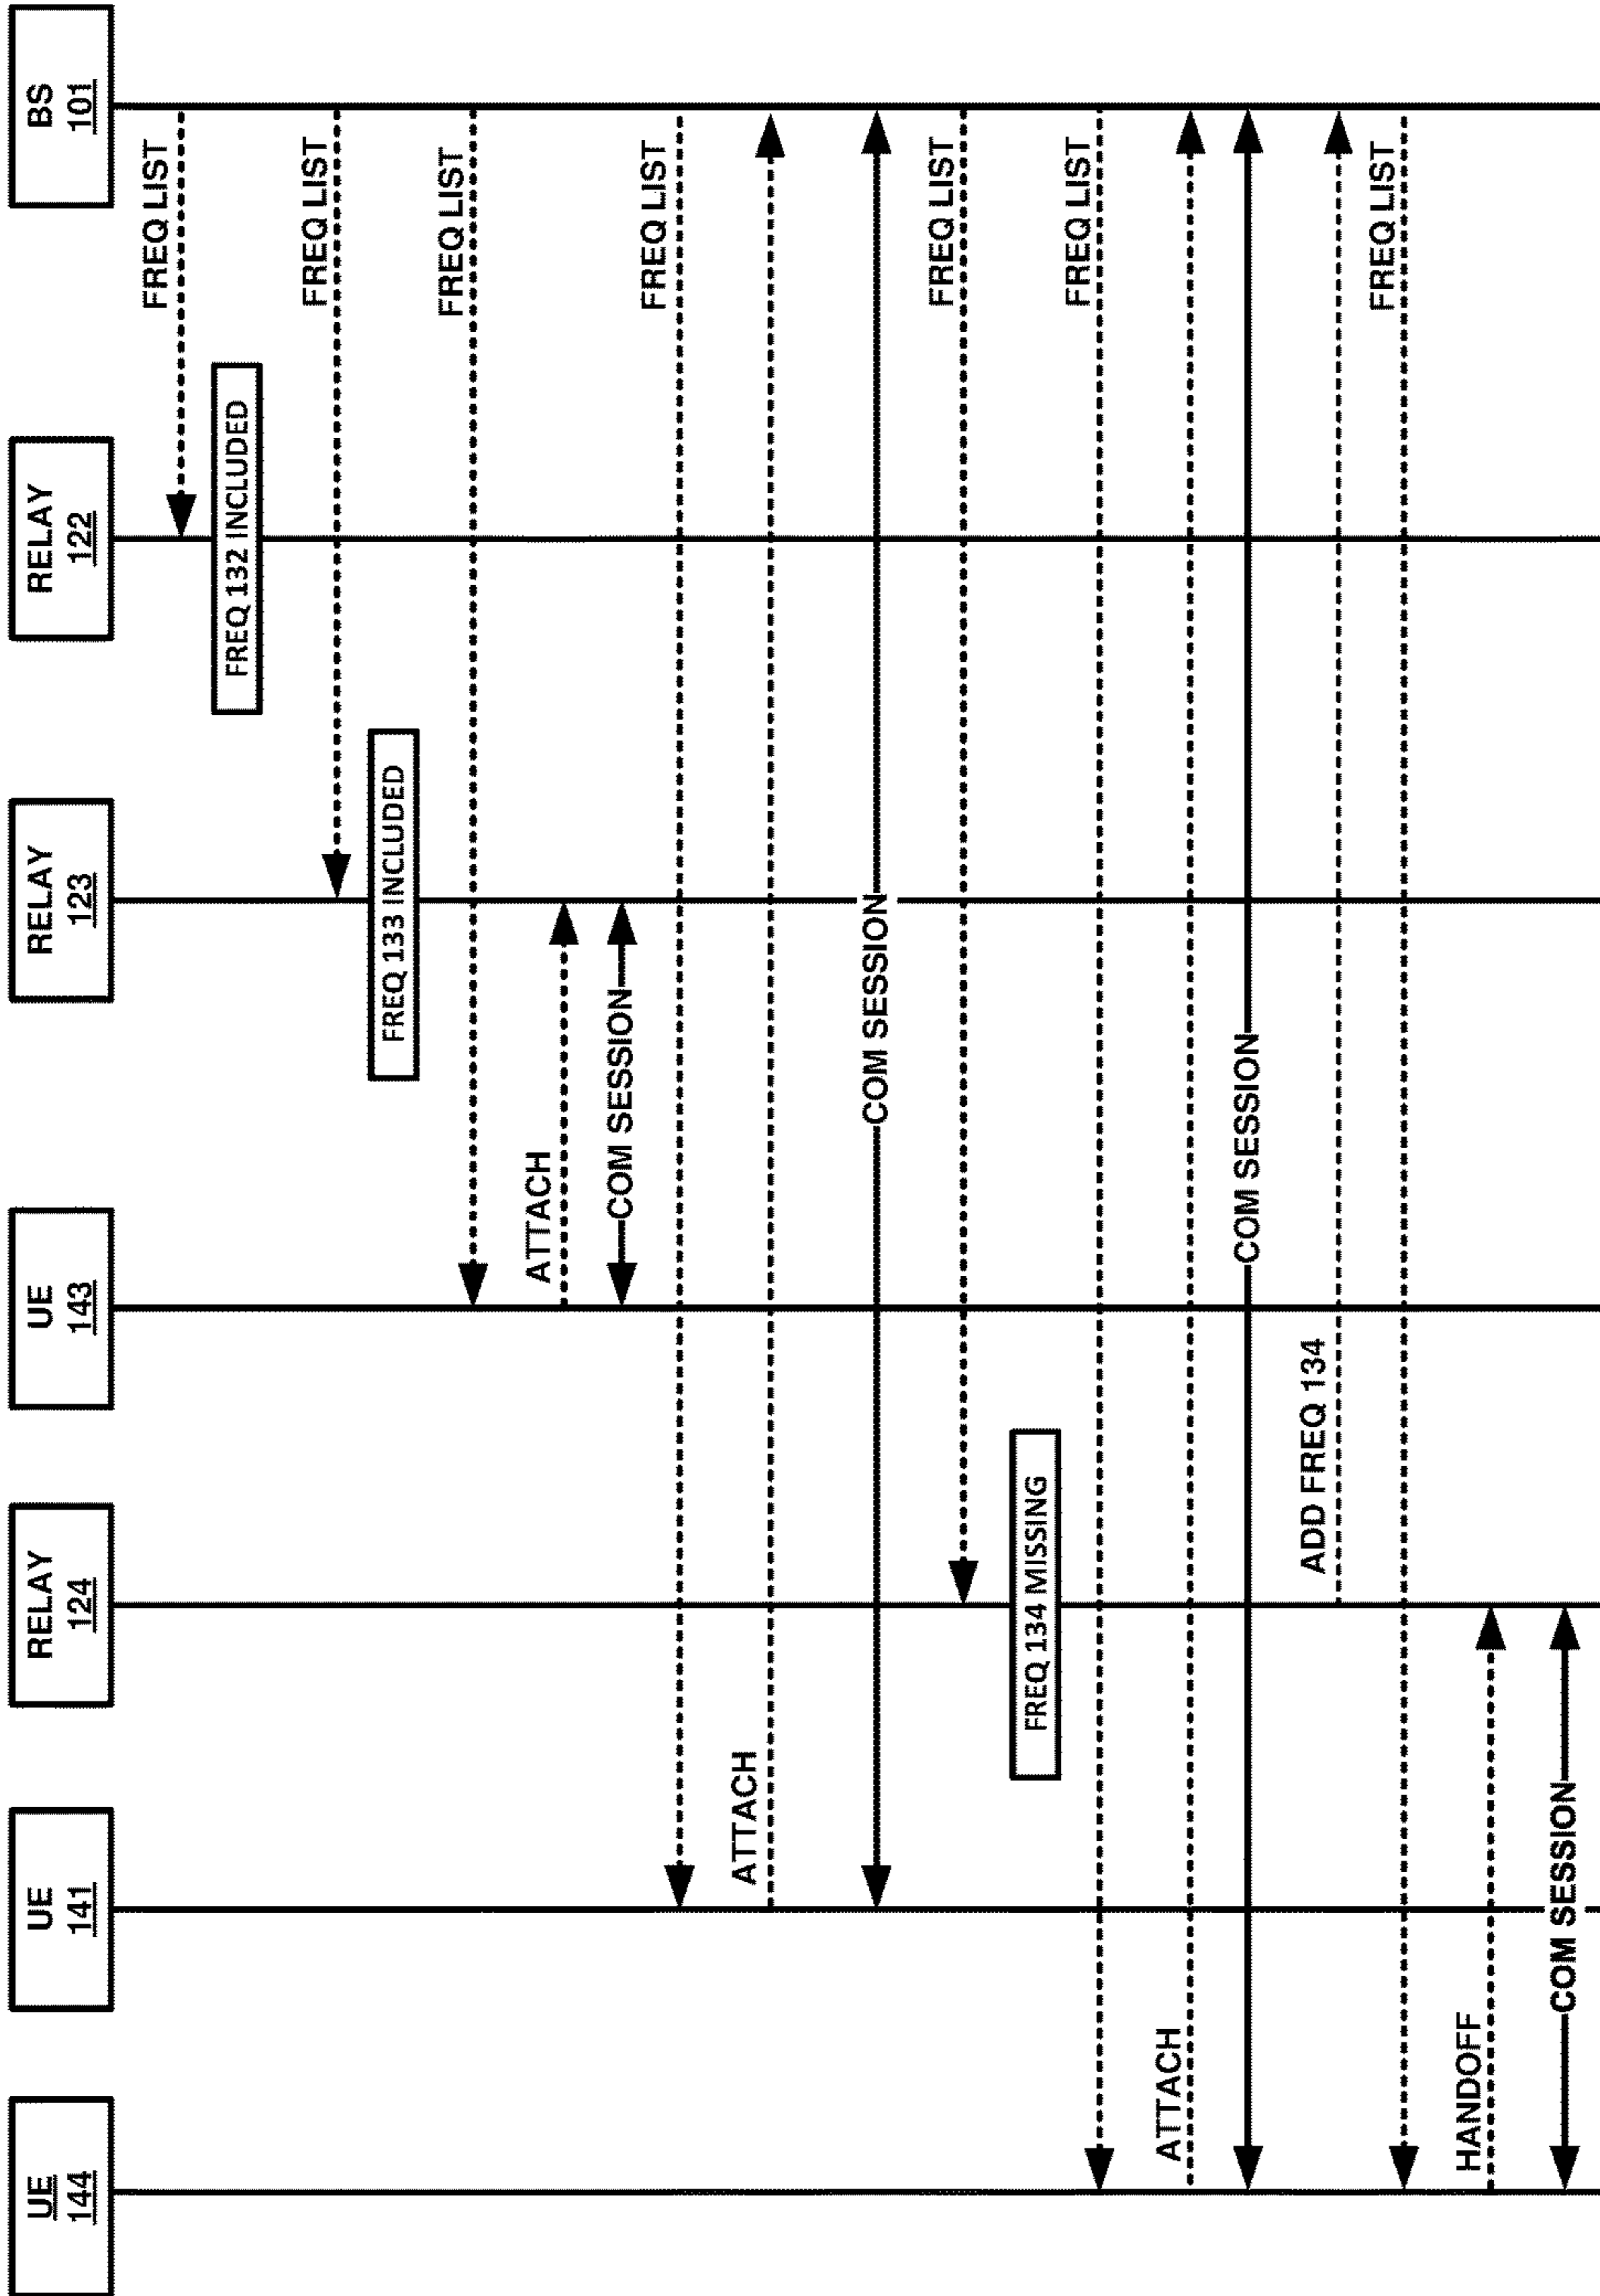 UE
144
UE
141
RELAY
124
UE
143
RELAY
123
RELAY
122
BS
101
FREQ LIST
FREQ 132 INCLUDED
FREQ LIST
FREQ 133 INCLUDED
FREQ LIST
ATTACH
COM SESSION
FREQ LIST
ATTACH
COM SESSION
FREQ LIST
FREQ 134 MISSING
FREQ LIST
ATTACH
COM SESSION
ADD FREQ 134
FREQ LIST
HANDOFF
COM SESSION